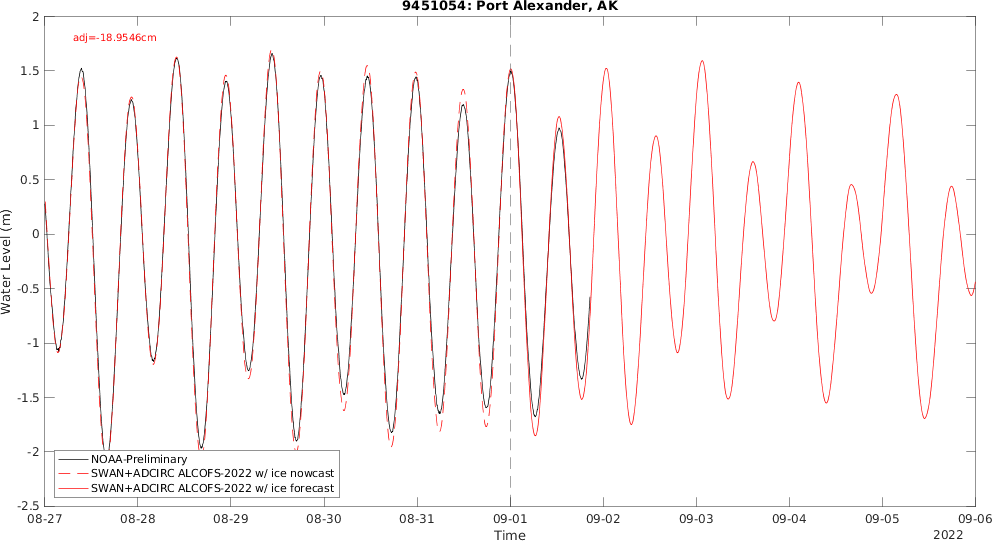 9451054: Port Alexander, AK
adj=-18.9546cm
Water Level (m)
2
1.5
1
0.5
0
-0.5
-1
-1.5
-2
-2.5
NOAA-Preliminary
SWAN+ADCIRC ALCOFS-2022 w/ ice nowcast
SWAN+ADCIRC ALCOFS-2022 w/ ice forecast
08-27 08-28 08-29 08-30 08-31 09-01 09-02 09-03 09-04 09-05 09-06
Time
2022